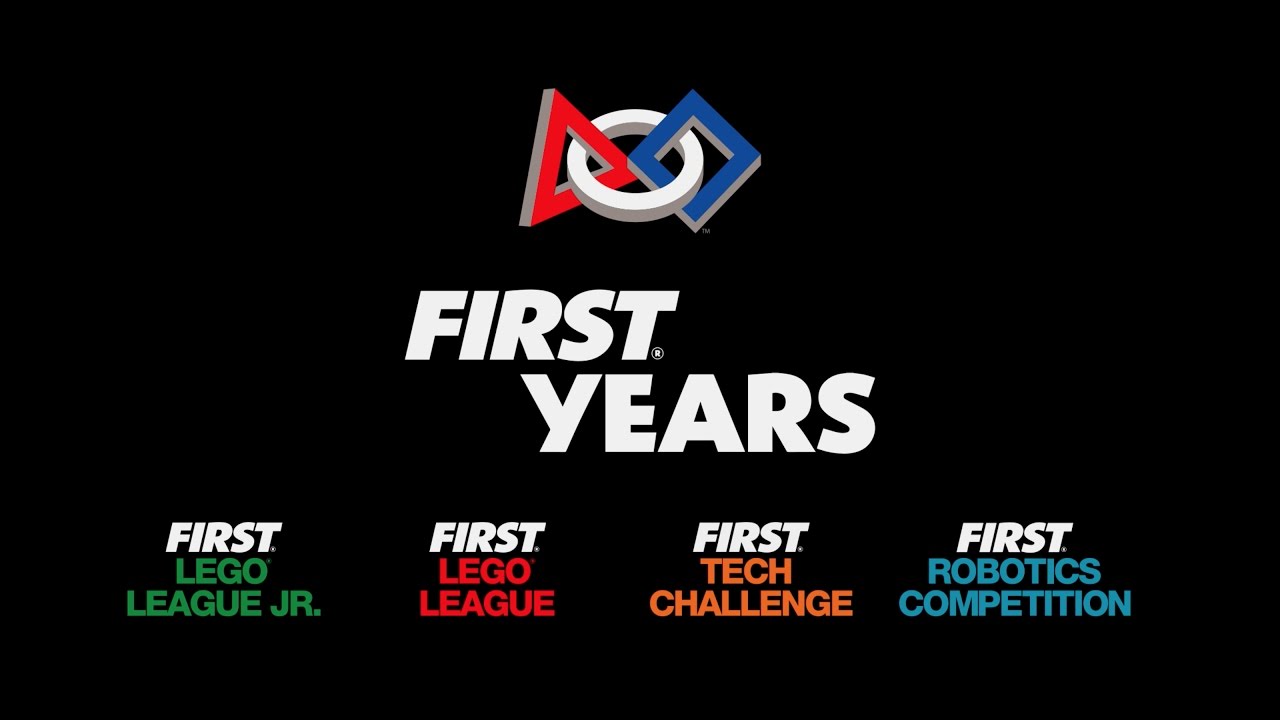 ™
FIRST®
YEARS
FIRST®
LEGO®
LEAGUE JR.
FIRST®
LEGO®
LEAGUE
FIRST®
TECH
CHALLENGE
FIRST®
ROBOTICS
COMPETITION